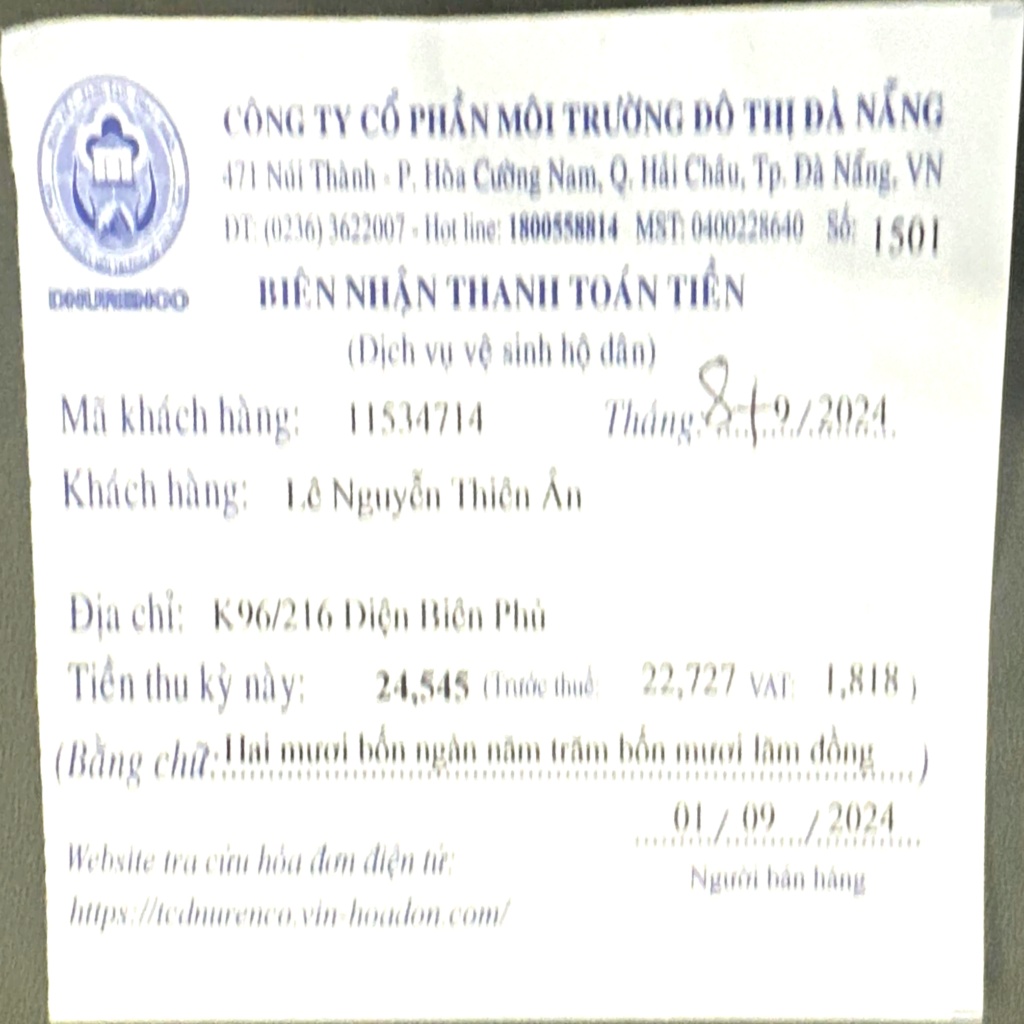 CÔNG TY CỔ PHẦN MÔI TRƯỜNG ĐÔ THỊ ĐÀ NẴNG
471 Núi Thành - P. Hòa Cường Nam, Q. Hải Châu, Tp. Đà Nẵng, VN
ĐT: (0236) 3622007 - Hot line: 1800558814 MST: 0400228640 Số: 1501
DNURENCO
BIÊN NHẬN THANH TOÁN TIỀN
(Dịch vụ vệ sinh hộ dân)
Mã khách hàng: 11534714 Tháng: 8+9/2024
Khách hàng: Lê Nguyễn Thiên Ân
Địa chỉ: K96/216 Điện Biên Phủ
Tiền thu kỳ này: 24,545 (Trước thuế: 22,727 VAT: 1,818)
(Bằng chữ: Hai mươi bốn ngàn năm trăm bốn mươi lăm đồng)
01 / 09 / 2024
Website tra cứu hóa đơn điện tử:
Người bán hàng
https://tcdnurenco.vin-hoadon.com/